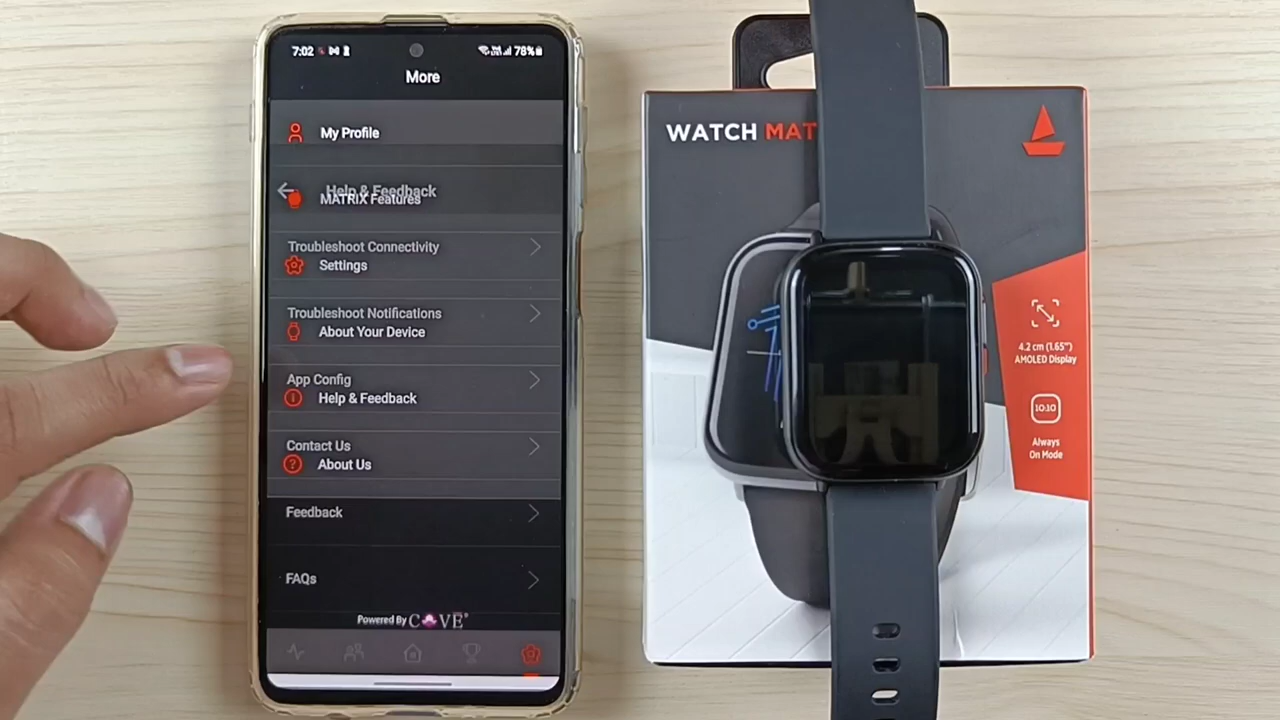 7:02
78%
More
My Profile
Help & Feedback
MATRIX Features
Troubleshoot Connectivity
Settings
Troubleshoot Notifications
About Your Device
App Config
Help & Feedback
Contact Us
About Us
Feedback
FAQs
Powered By COVE
WATCH MAT
4.2 cm (1.65")
AMOLED Display
10:10
Always
On Mode